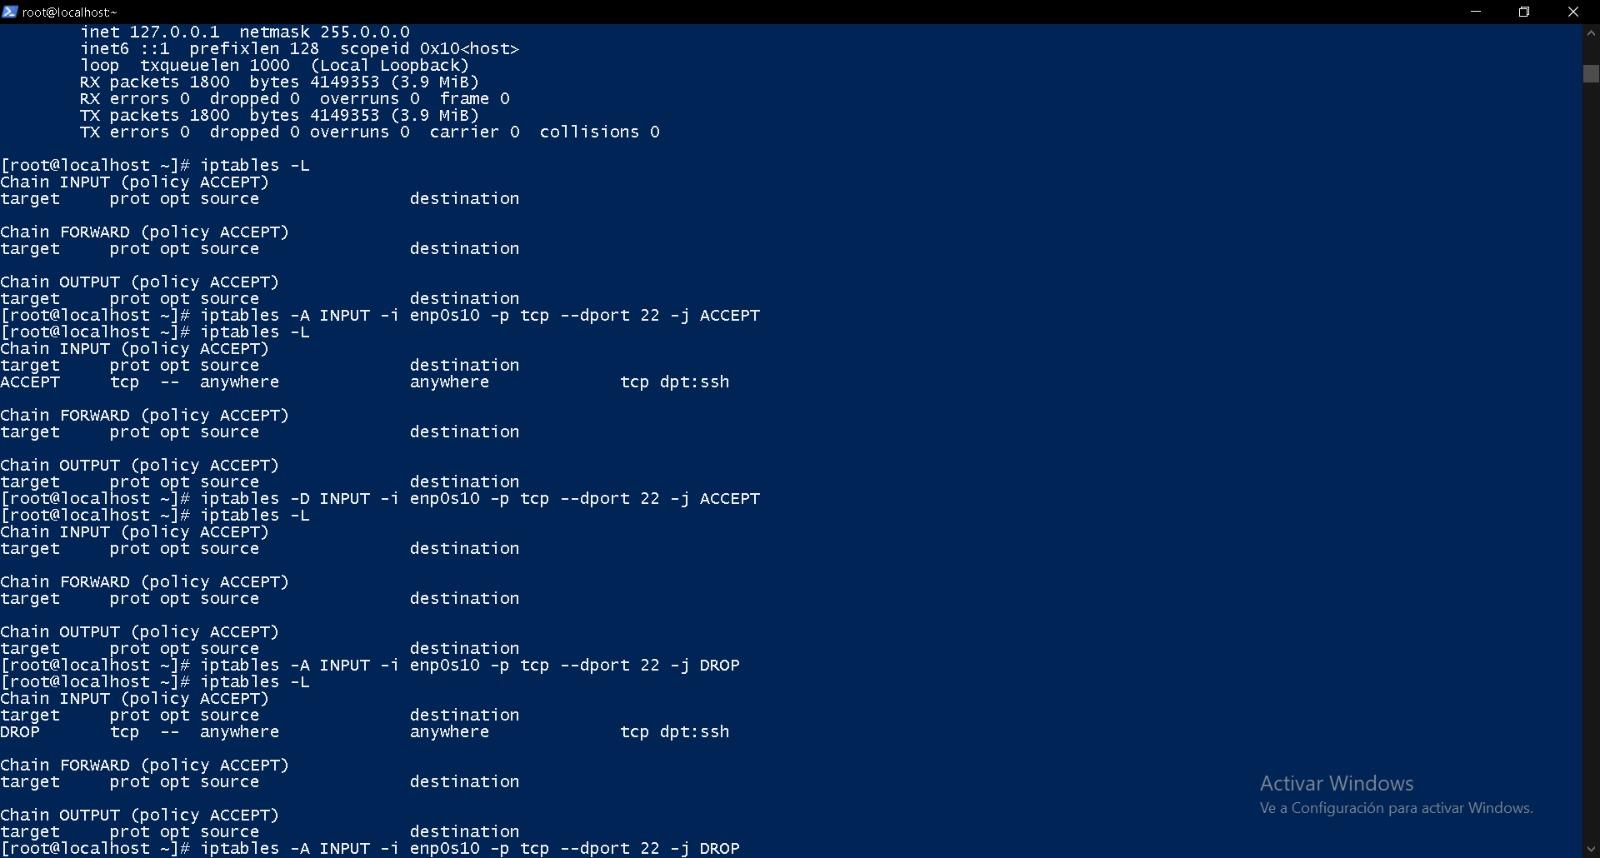 root@localhost:~
inet 127.0.0.1  netmask 255.0.0.0
inet6 ::1  prefixlen 128  scopeid 0x10<host>
loop  txqueuelen 1000  (Local Loopback)
RX packets 1800  bytes 4149353 (3.9 MiB)
RX errors 0  dropped 0  overruns 0  frame 0
TX packets 1800  bytes 4149353 (3.9 MiB)
TX errors 0  dropped 0 overruns 0  carrier 0  collisions 0
[root@localhost ~]# iptables -L
Chain INPUT (policy ACCEPT)
target     prot opt source               destination
Chain FORWARD (policy ACCEPT)
target     prot opt source               destination
Chain OUTPUT (policy ACCEPT)
target     prot opt source               destination
[root@localhost ~]# iptables -A INPUT -i enp0s10 -p tcp --dport 22 -j ACCEPT
[root@localhost ~]# iptables -L
Chain INPUT (policy ACCEPT)
target     prot opt source               destination
ACCEPT     tcp  --  anywhere             anywhere             tcp dpt:ssh
Chain FORWARD (policy ACCEPT)
target     prot opt source               destination
Chain OUTPUT (policy ACCEPT)
target     prot opt source               destination
[root@localhost ~]# iptables -D INPUT -i enp0s10 -p tcp --dport 22 -j ACCEPT
[root@localhost ~]# iptables -L
Chain INPUT (policy ACCEPT)
target     prot opt source               destination
Chain FORWARD (policy ACCEPT)
target     prot opt source               destination
Chain OUTPUT (policy ACCEPT)
target     prot opt source               destination
[root@localhost ~]# iptables -A INPUT -i enp0s10 -p tcp --dport 22 -j DROP
[root@localhost ~]# iptables -L
Chain INPUT (policy ACCEPT)
target     prot opt source               destination
DROP       tcp  --  anywhere             anywhere             tcp dpt:ssh
Chain FORWARD (policy ACCEPT)
target     prot opt source               destination
Chain OUTPUT (policy ACCEPT)
target     prot opt source               destination
[root@localhost ~]# iptables -A INPUT -i enp0s10 -p tcp --dport 22 -j DROP
Activar Windows
Ve a Configuración para activar Windows.